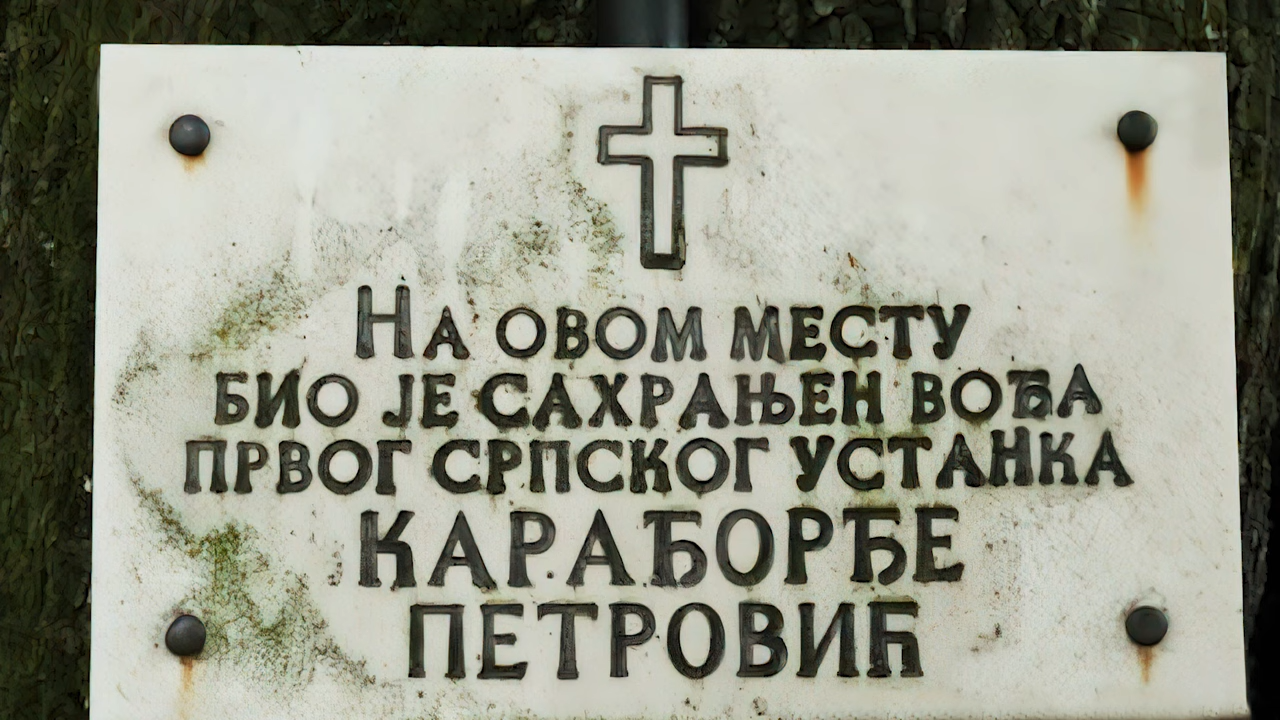 На овом месту
био је сахрањен вођа
првог српског устанка
Карађорђе
Петровић